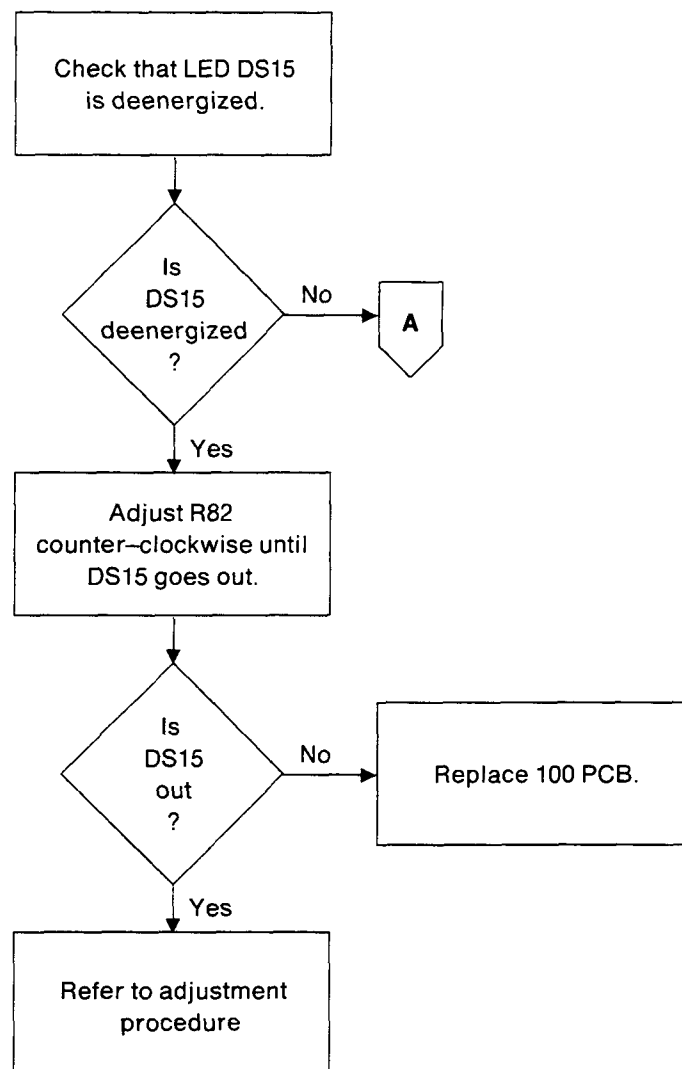 Check that LED DS15
is deenergized.
Is
DS15
deenergized
?
No
A
Yes
Adjust R82
counter–clockwise until
DS15 goes out.
Is
DS15
out
?
No
Replace 100 PCB.
Yes
Refer to adjustment
procedure